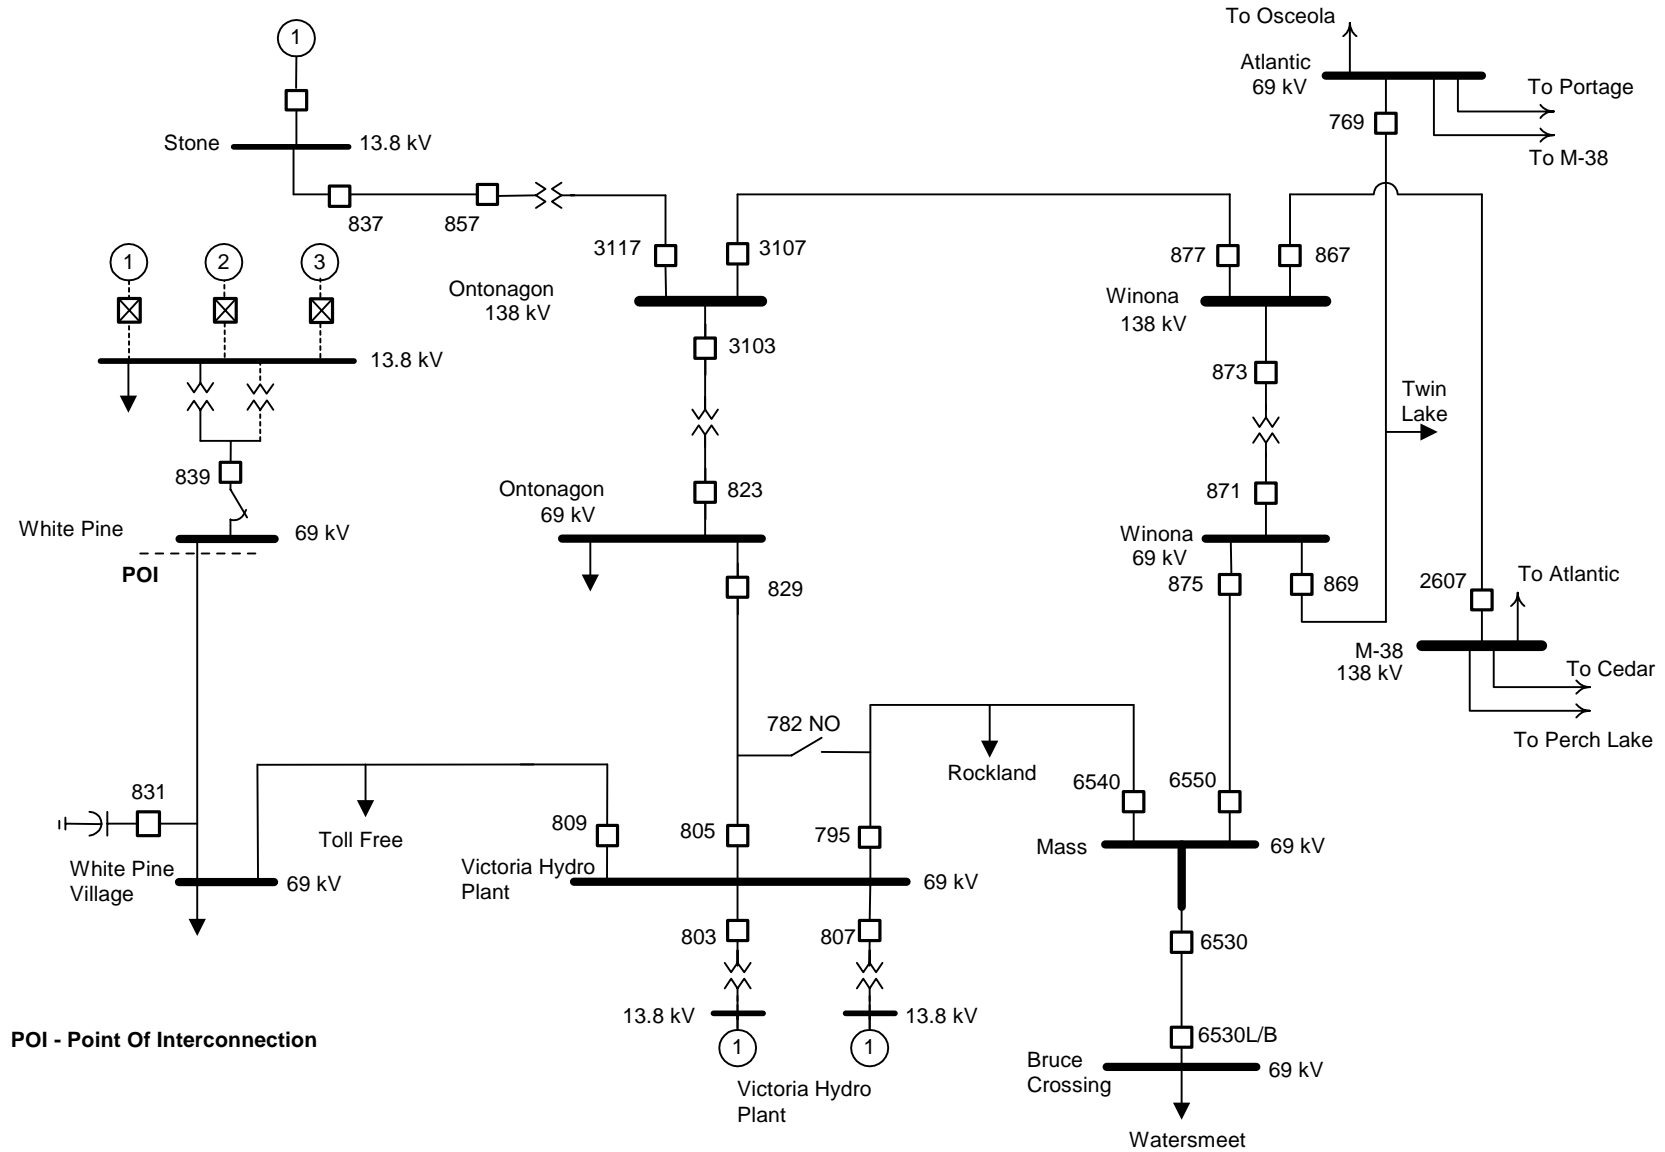 To Osceola
1
Atlantic
69 kV
To Portage
769
To M-38
Stone
13.8 kV
837
857
3117
3107
877
867
1
2
3
Ontonagon
138 kV
Winona
138 kV
3103
13.8 kV
873
Twin
Lake
839
Ontonagon
69 kV
823
871
White Pine
69 kV
Winona
69 kV
POI
829
875
869
2607
To Atlantic
M-38
138 kV
To Cedar
782 NO
To Perch Lake
Rockland
831
6540
6550
Toll Free
809
805
795
Mass
69 kV
White Pine
Village
69 kV
Victoria Hydro
Plant
69 kV
803
807
6530
13.8 kV
13.8 kV
POI - Point Of Interconnection
1
1
6530L/B
Bruce
Crossing
69 kV
Victoria Hydro
Plant
Watersmeet